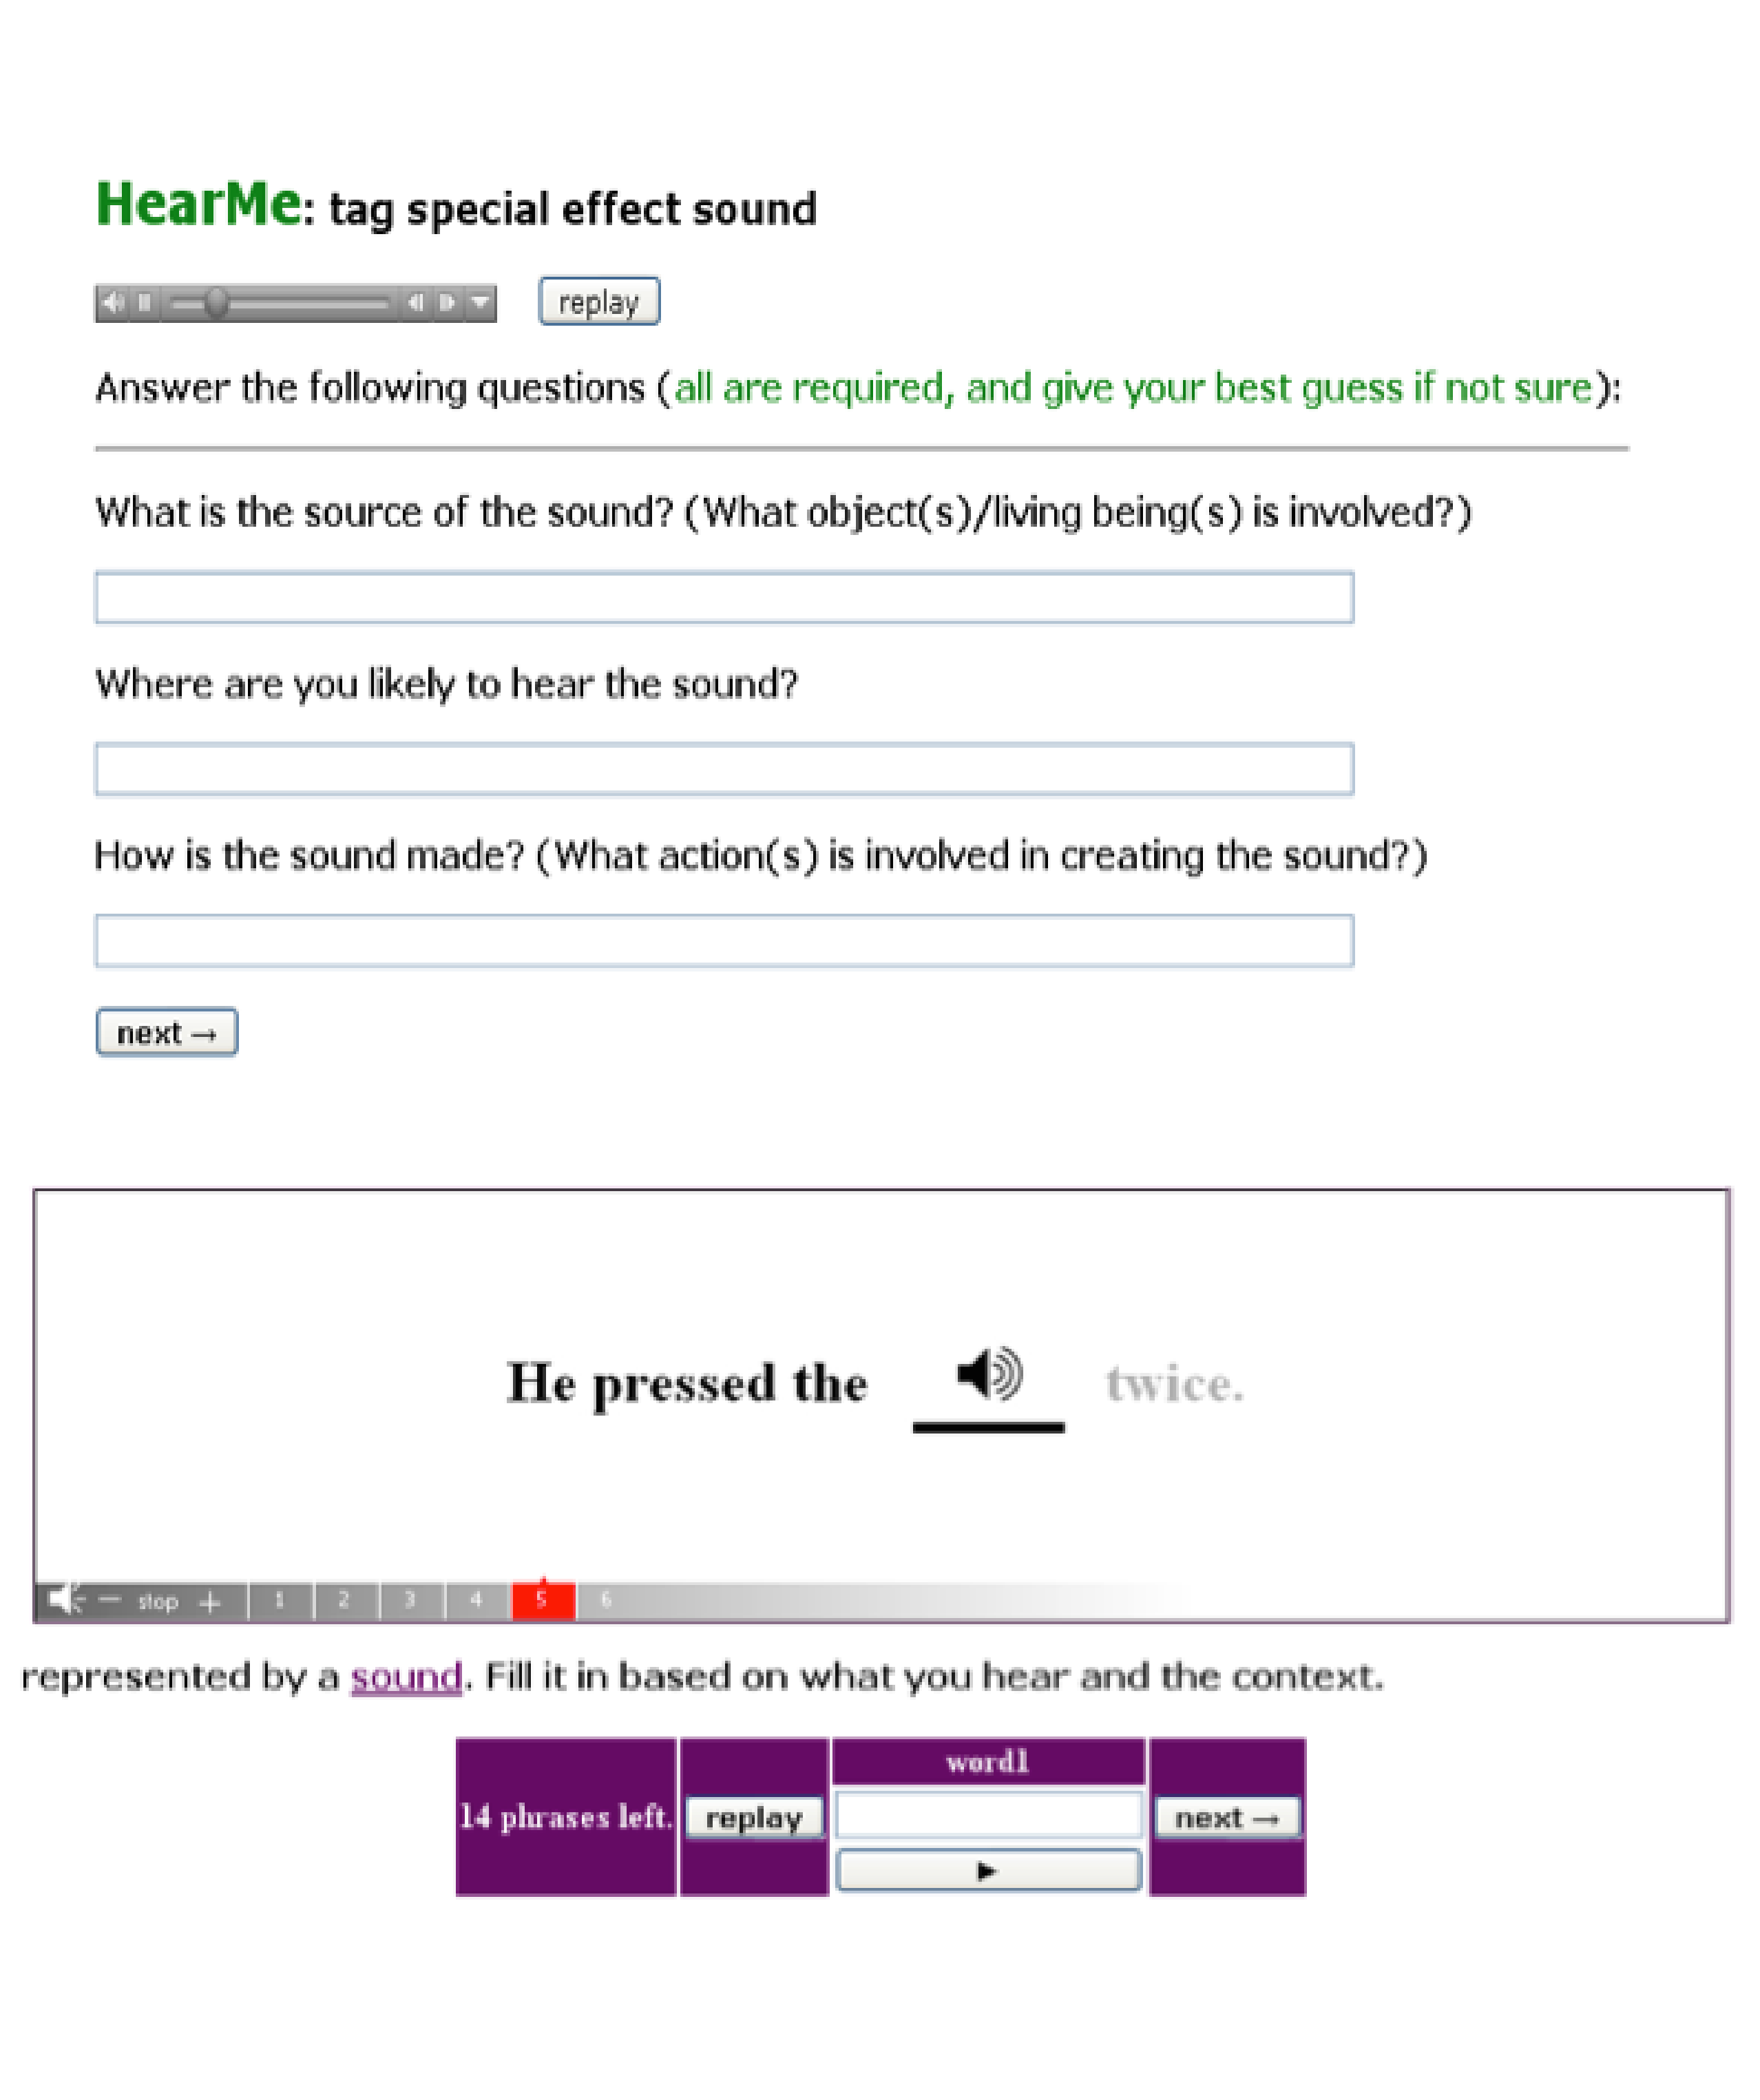 HearMe: tag special effect sound
replay
Answer the following questions (all are required, and give your best guess if not sure):
What is the source of the sound? (What object(s)/living being(s) is involved?)
Where are you likely to hear the sound?
How is the sound made? (What action(s) is involved in creating the sound?)
next →
He pressed the twice.
stop 1 2 3 4 5 6
represented by a sound. Fill it in based on what you hear and the context.
word1
14 phrases left. replay next →